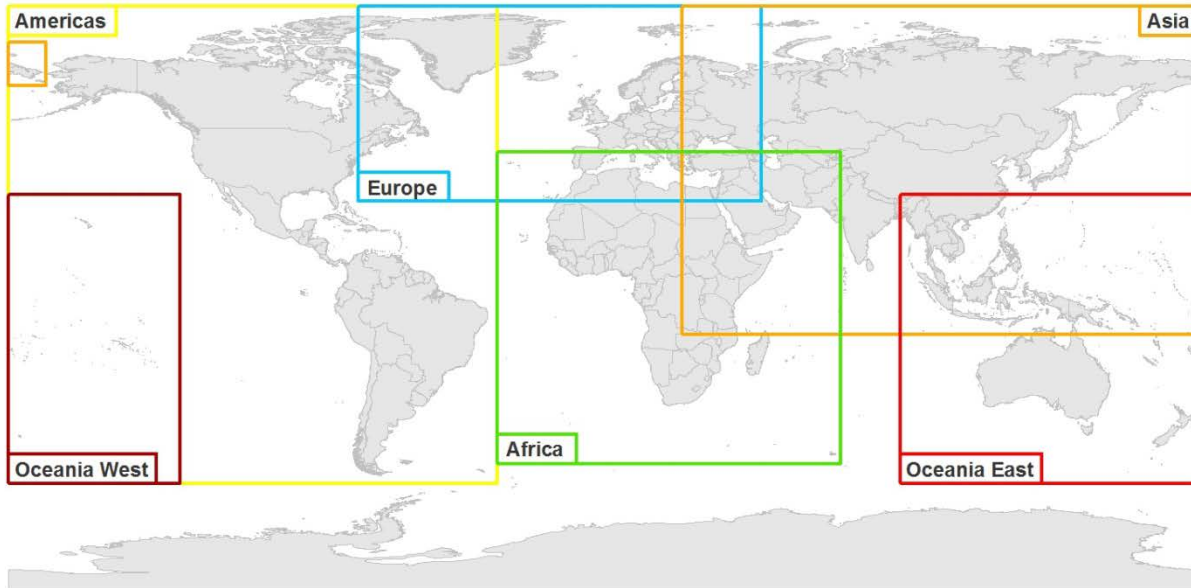 Americas
Asia
Europe
Africa
Oceania West
Oceania East